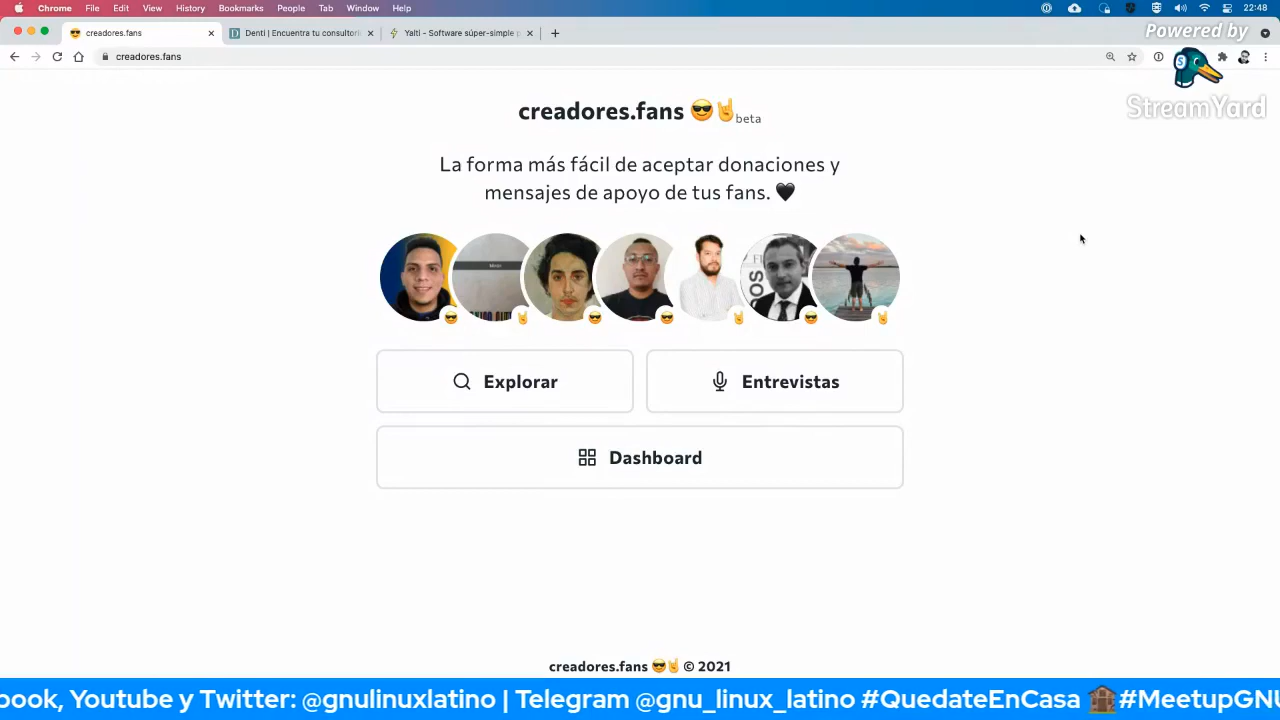 Chrome File Edit View History Bookmarks People Tab Window Help 22:48
creadores.fans Denti | Encuentra tu consultori Yalti - Software súper-simple
creadores.fans
Powered by
StreamYard
creadores.fans 😎🤘beta
La forma más fácil de aceptar donaciones y
mensajes de apoyo de tus fans. 🖤
Explorar Entrevistas
Dashboard
creadores.fans 😎🤘 © 2021
book, Youtube y Twitter: @gnulinuxlatino | Telegram @gnu_linux_latino #QuedateEnCasa 🏚️#MeetupGNU